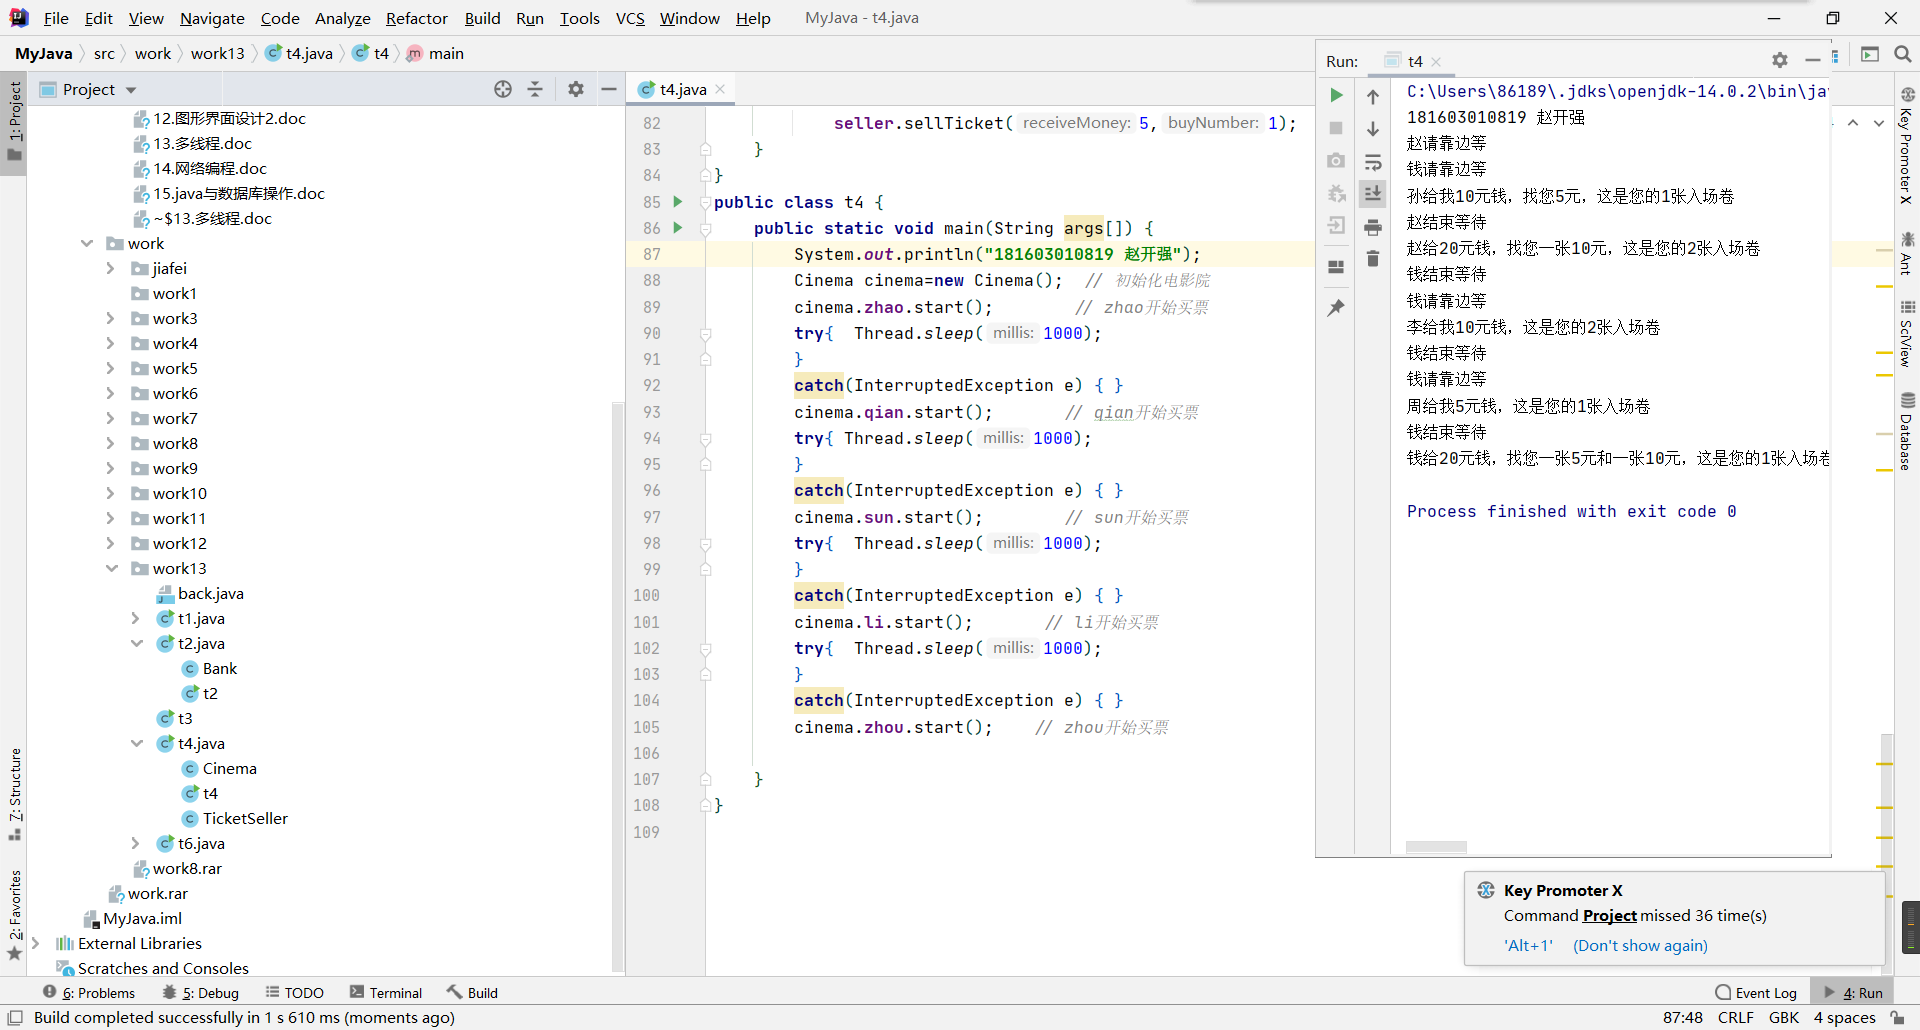 File Edit View Navigate Code Analyze Refactor Build Run Tools VCS Window Help MyJava - t4.java
MyJava src work work13 t4.java t4 main
1: Project
7: Structure
2: Favorites
Project
12.图形界面设计2.doc
13.多线程.doc
14.网络编程.doc
15.java与数据库操作.doc
~$13.多线程.doc
work
jiafei
work1
work3
work4
work5
work6
work7
work8
work9
work10
work11
work12
work13
back.java
t1.java
t2.java
Bank
t2
t3
t4.java
Cinema
t4
TicketSeller
t6.java
work8.rar
work.rar
MyJava.iml
External Libraries
Scratches and Consoles
t4.java
82 seller.sellTicket( receiveMoney: 5, buyNumber: 1);
83 }
84 }
85 public class t4 {
86 public static void main(String args[]) {
87 System.out.println("181603010819 赵开强");
88 Cinema cinema=new Cinema(); // 初始化电影院
89 cinema.zhao.start(); // zhao开始买票
90 try{ Thread.sleep( millis: 1000);
91 }
92 catch(InterruptedException e) { }
93 cinema.qian.start(); // qian开始买票
94 try{ Thread.sleep( millis: 1000);
95 }
96 catch(InterruptedException e) { }
97 cinema.sun.start(); // sun开始买票
98 try{ Thread.sleep( millis: 1000);
99 }
100 catch(InterruptedException e) { }
101 cinema.li.start(); // li开始买票
102 try{ Thread.sleep( millis: 1000);
103 }
104 catch(InterruptedException e) { }
105 cinema.zhou.start(); // zhou开始买票
106
107 }
108 }
109
Run: t4
C:\Users\86189\.jdks\openjdk-14.0.2\bin\jav
181603010819 赵开强
赵请靠边等
钱请靠边等
孙给我10元钱，找您5元，这是您的1张入场卷
赵结束等待
赵给20元钱，找您一张10元，这是您的2张入场卷
钱结束等待
钱请靠边等
李给我10元钱，这是您的2张入场卷
钱结束等待
钱请靠边等
周给我5元钱，这是您的1张入场卷
钱结束等待
钱给20元钱，找您一张5元和一张10元，这是您的1张入场卷
Process finished with exit code 0
Key Promoter X
Ant
SciView
Database
Key Promoter X
Command Project missed 36 time(s)
'Alt+1' (Don't show again)
6: Problems 5: Debug TODO Terminal Build Event Log 4: Run
Build completed successfully in 1 s 610 ms (moments ago) 87:48 CRLF GBK 4 spaces